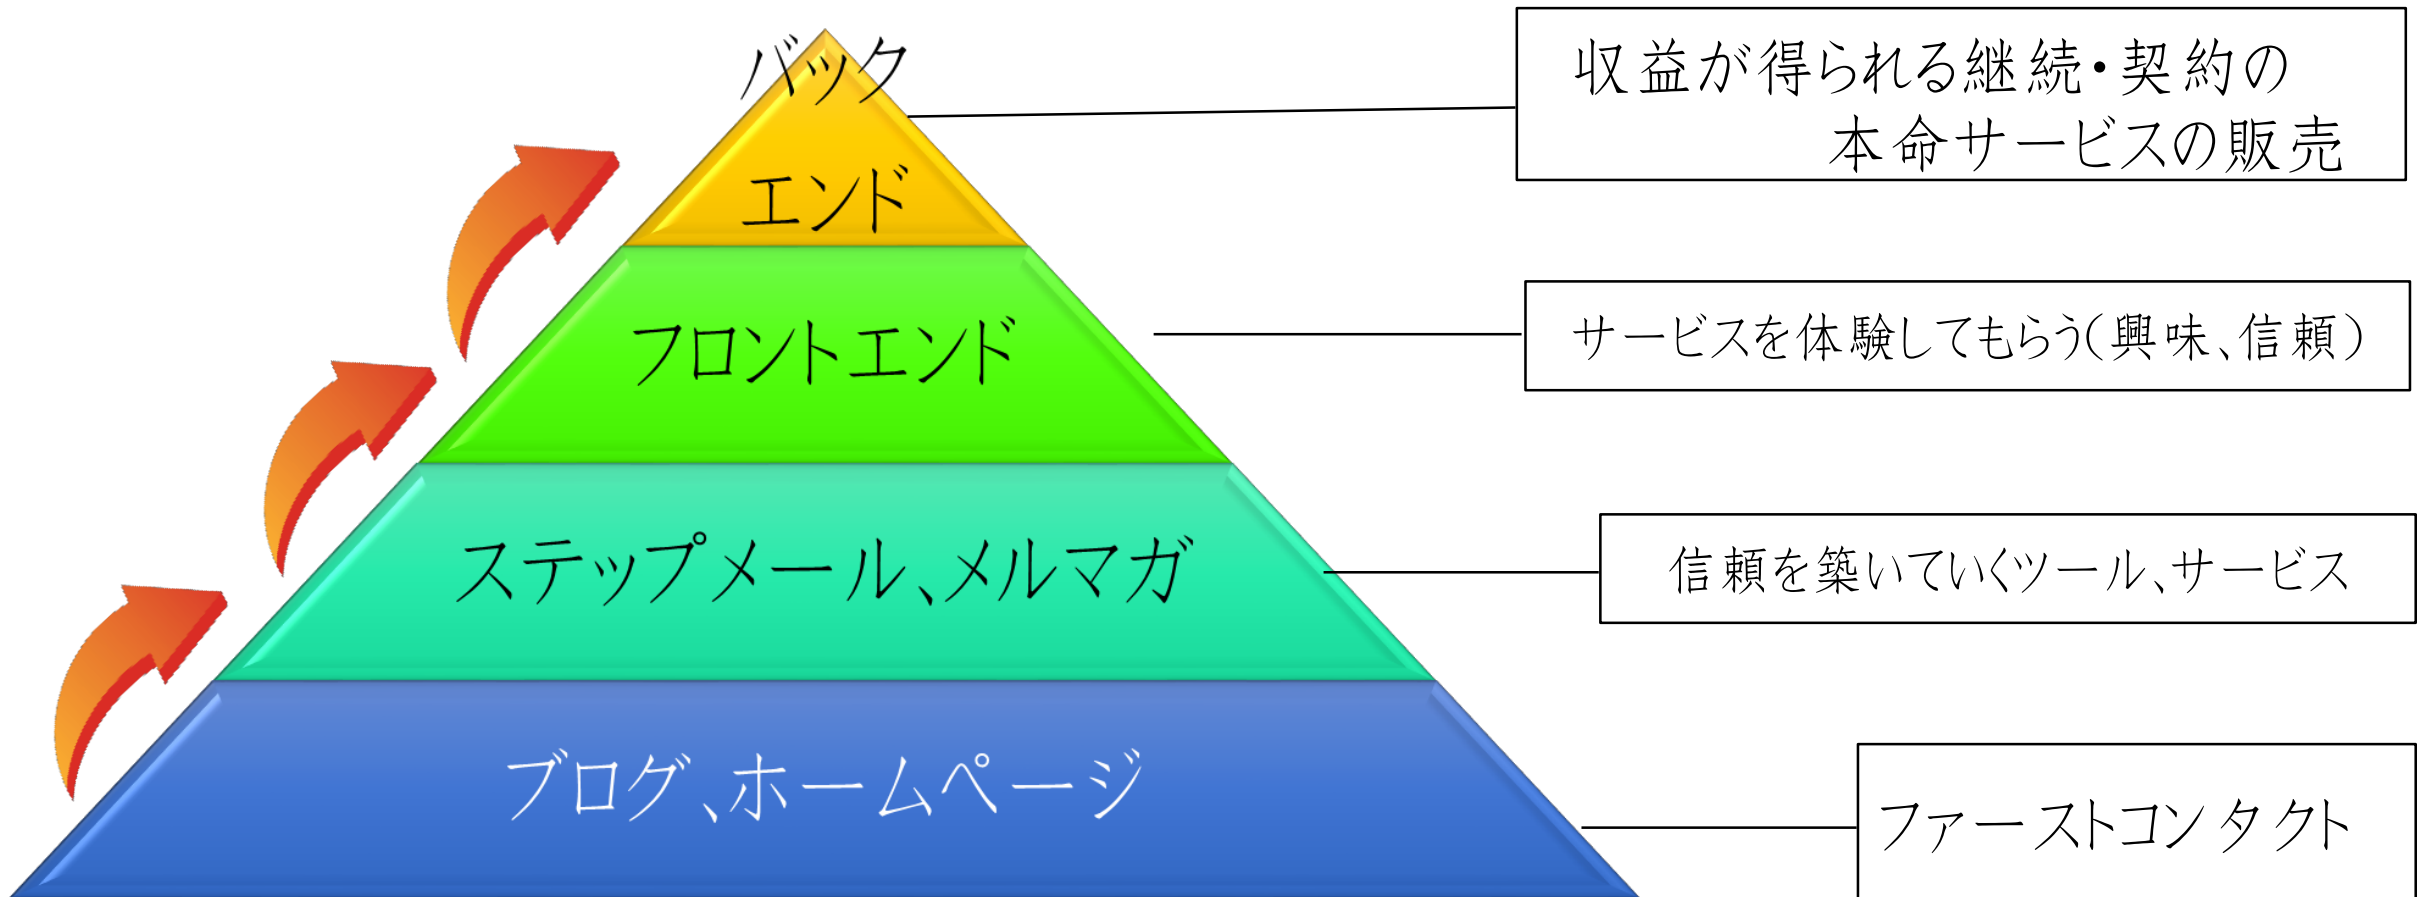 バック
エンド
収益が得られる継続・契約の
本命サービスの販売
フロントエンド
サービスを体験してもらう(興味、信頼)
ステップメール、メルマガ
信頼を築いていくツール、サービス
ブログ、ホームページ
ファーストコンタクト